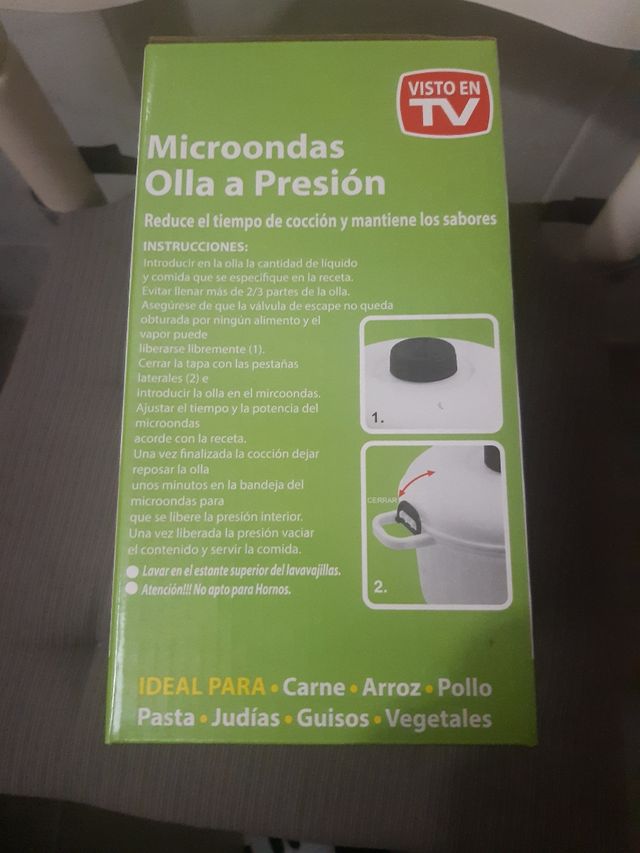 VISTO EN
TV
Microondas
Olla a Presión
Reduce el tiempo de cocción y mantiene los sabores
INSTRUCCIONES:
Introducir en la olla la cantidad de líquido
y comida que se especifique en la receta.
Evitar llenar más de 2/3 partes de la olla.
Asegúrese de que la válvula de escape no queda
obturada por ningún alimento y el
vapor puede
liberarse libremente (1).
Cerrar la tapa con las pestañas
laterales (2) e
Introducir la olla en el mircoondas.
Ajustar el tiempo y la potencia del
microondas
acorde con la receta.
Una vez finalizada la cocción dejar
reposar la olla
unos minutos en la bandeja del
microondas para
que se libere la presión interior.
Una vez liberada la presión vaciar
el contenido y servir la comida.
Lavar en el estante superior del lavavajillas.
Atención!!! No apto para Hornos.
1.
CERRAR
2.
IDEAL PARA • Carne • Arroz • Pollo
Pasta • Judías • Guisos • Vegetales